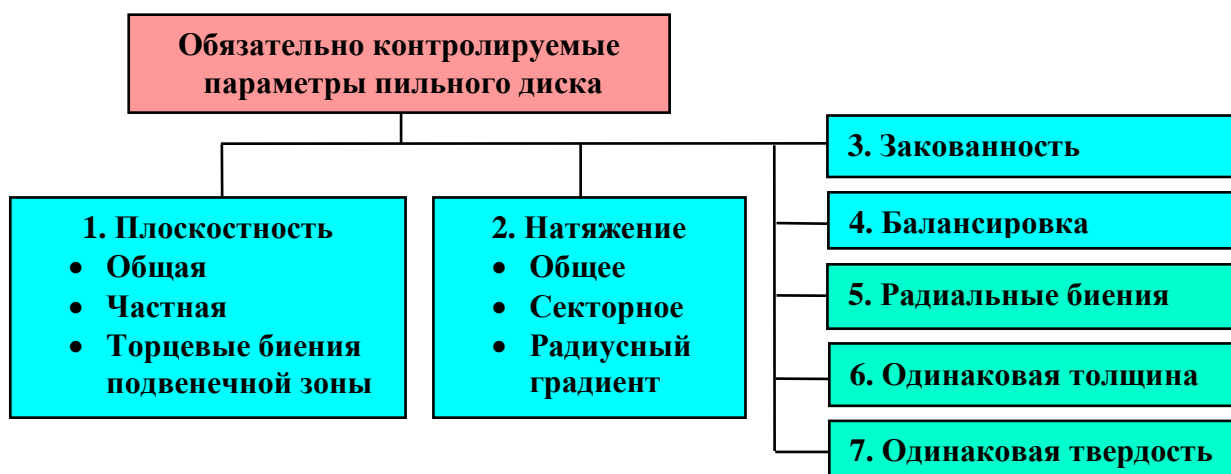 Обязательно контролируемые
параметры пильного диска
1. Плоскостность
• Общая
• Частная
• Торцевые биения
подвенечной зоны
2. Натяжение
• Общее
• Секторное
• Радиусный
градиент
3. Закованность
4. Балансировка
5. Радиальные биения
6. Одинаковая толщина
7. Одинаковая твердость